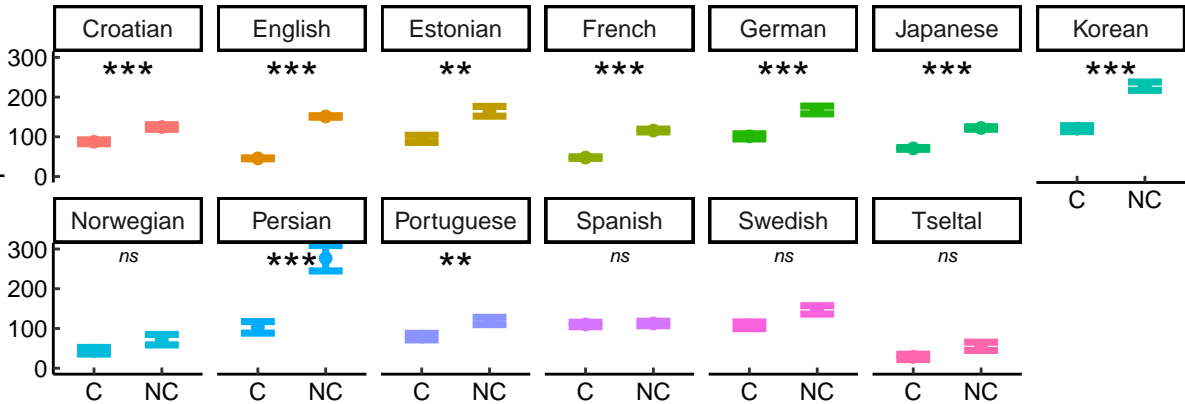 Croatian English Estonian French German Japanese Korean
300 *** *** ** *** *** *** ***
200
100
0
C NC
Norwegian Persian Portuguese Spanish Swedish Tseltal
300 ns *** ** ns ns ns
200
100
0
C NC C NC C NC C NC C NC C NC